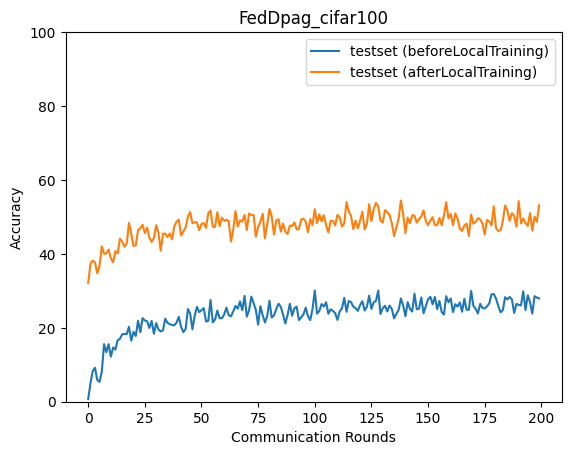 FedDpag_cifar100
testset (beforeLocalTraining)
testset (afterLocalTraining)
Accuracy
100
80
60
40
20
0
0 25 50 75 100 125 150 175 200
Communication Rounds